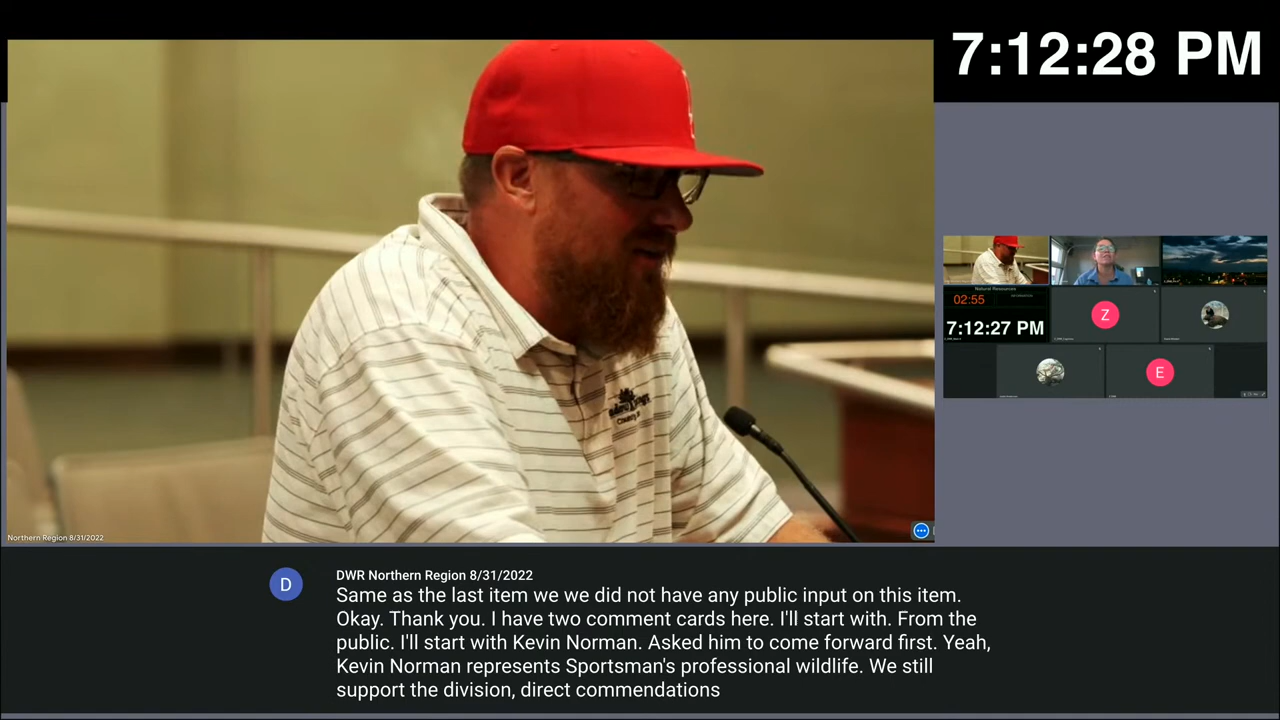 7:12:28 PM
Natural Resources
02:55
7:12:27 PM
Z
E
Northern Region 8/31/2022
D
DWR Northern Region 8/31/2022
Same as the last item we we did not have any public input on this item.
Okay. Thank you. I have two comment cards here. I'll start with. From the
public. I'll start with Kevin Norman. Asked him to come forward first. Yeah,
Kevin Norman represents Sportsman's professional wildlife. We still
support the division, direct commendations